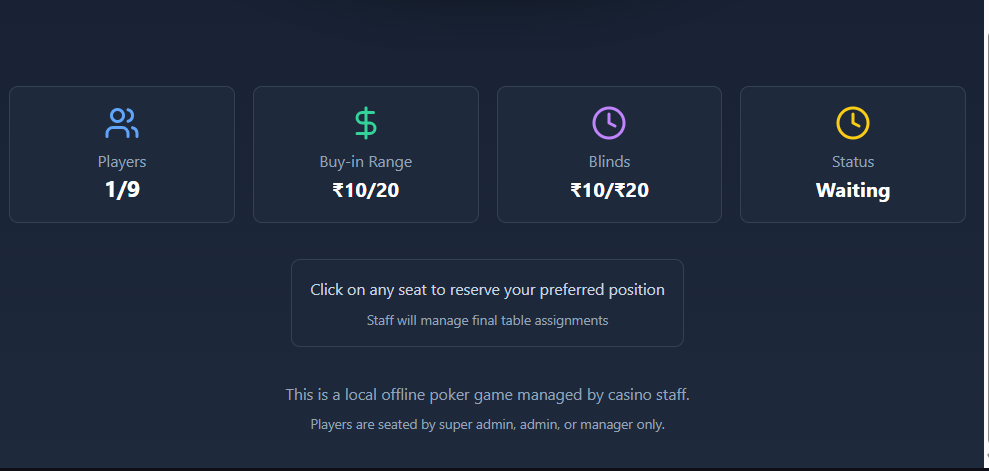 Players
1/9
Buy-in Range
₹10/20
Blinds
₹10/₹20
Status
Waiting
Click on any seat to reserve your preferred position
Staff will manage final table assignments
This is a local offline poker game managed by casino staff.
Players are seated by super admin, admin, or manager only.